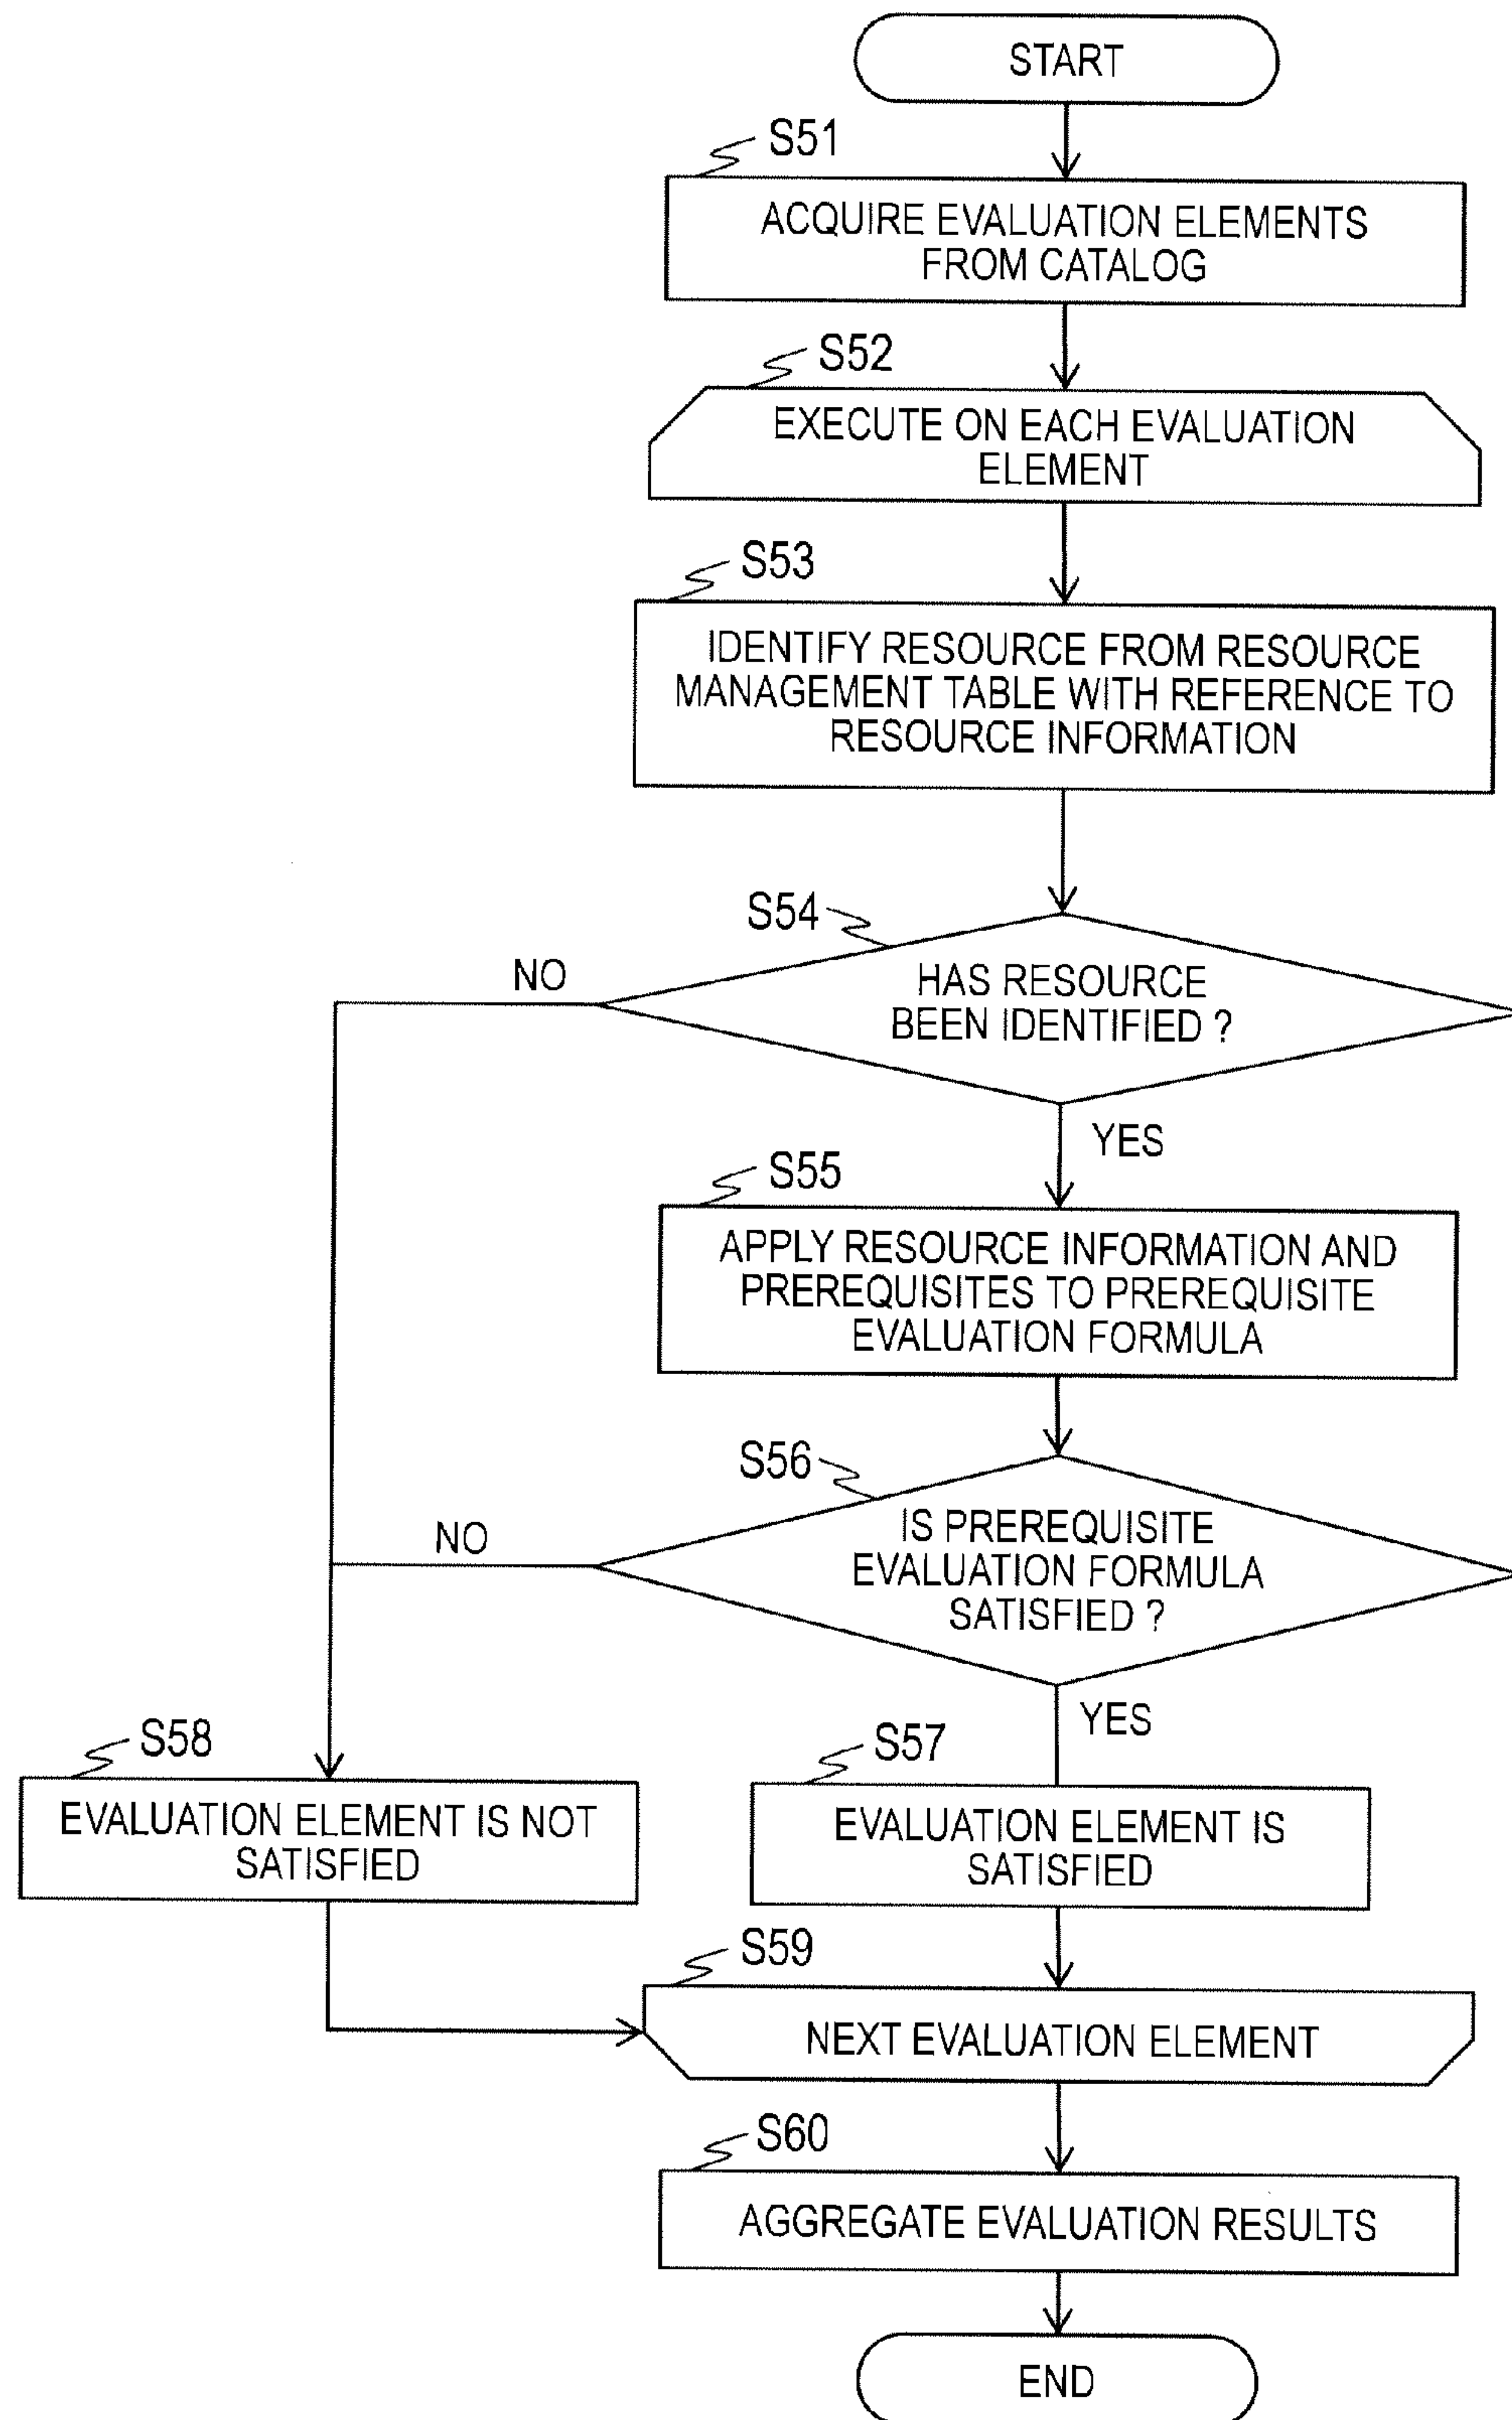 START
S51
ACQUIRE EVALUATION ELEMENTS
FROM CATALOG
S52
EXECUTE ON EACH EVALUATION
ELEMENT
S53
IDENTIFY RESOURCE FROM RESOURCE
MANAGEMENT TABLE WITH REFERENCE TO
RESOURCE INFORMATION
S54
NO
HAS RESOURCE
BEEN IDENTIFIED ?
YES
S55
APPLY RESOURCE INFORMATION AND
PREREQUISITES TO PREREQUISITE
EVALUATION FORMULA
S56
NO
IS PREREQUISITE
EVALUATION FORMULA
SATISFIED ?
YES
S58
EVALUATION ELEMENT IS NOT
SATISFIED
S57
EVALUATION ELEMENT IS
SATISFIED
S59
NEXT EVALUATION ELEMENT
S60
AGGREGATE EVALUATION RESULTS
END